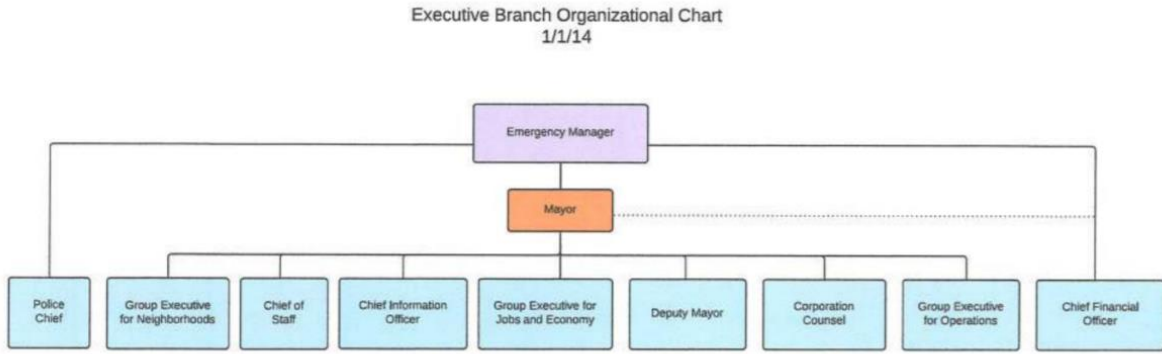 Executive Branch Organizational Chart
1/1/14
Emergency Manager
Mayor
Police
Chief
Group Executive
for Neighborhoods
Chief of
Staff
Chief Information
Officer
Group Executive for
Jobs and Economy
Deputy Mayor
Corporation
Counsel
Group Executive
for Operations
Chief Financial
Officer